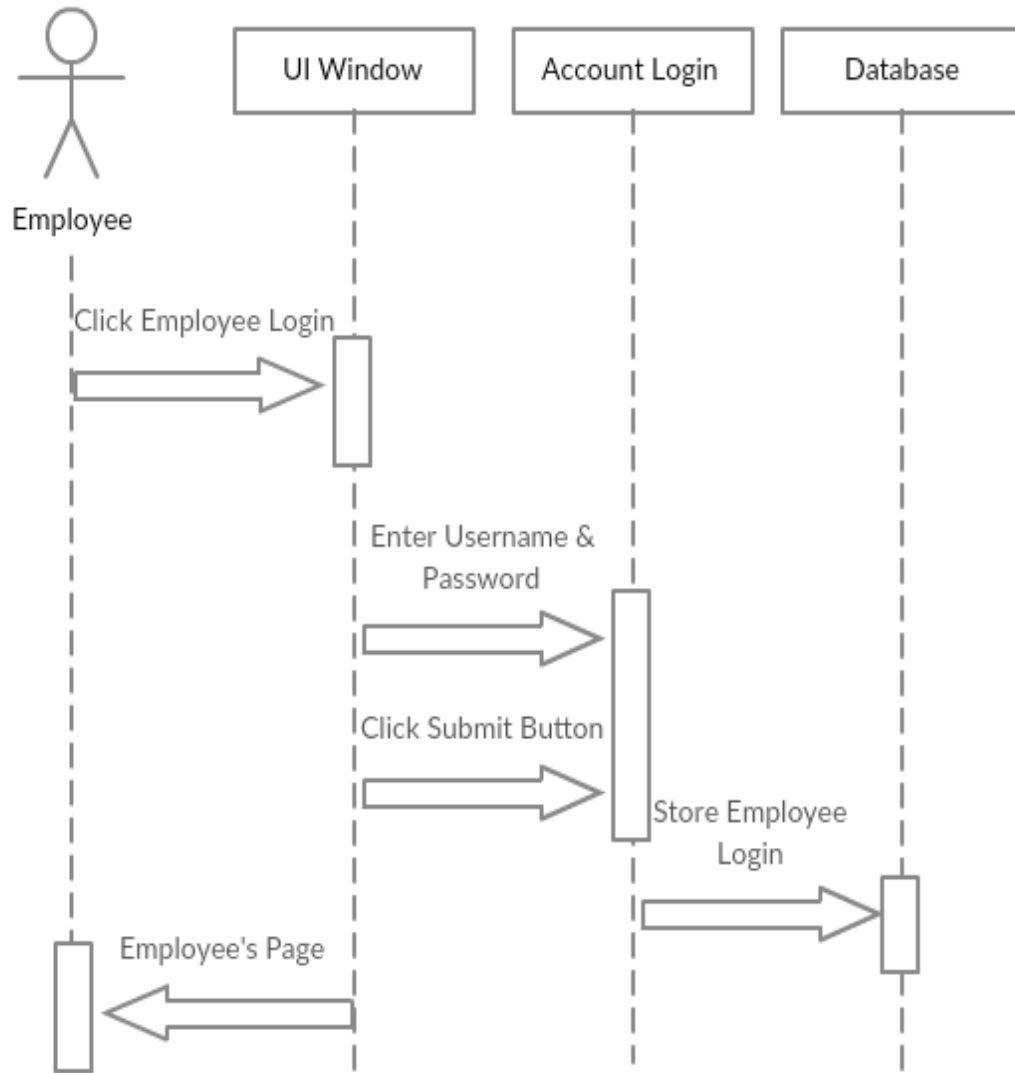 UI Window
Account Login
Database
Employee
Click Employee Login
Enter Username &
Password
Click Submit Button
Store Employee
Login
Employee's Page